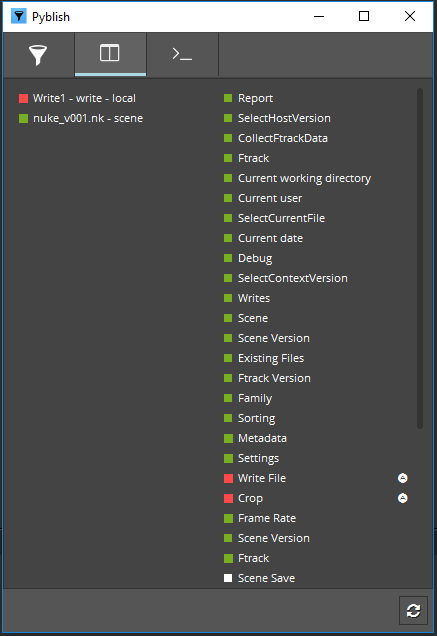 Pyblish
Write1 - write - local
nuke_v001.nk - scene
Report
SelectHostVersion
CollectFtrackData
Ftrack
Current working directory
Current user
SelectCurrentFile
Current date
Debug
SelectContextVersion
Writes
Scene
Scene Version
Existing Files
Ftrack Version
Family
Sorting
Metadata
Settings
Write File
Crop
Frame Rate
Scene Version
Ftrack
Scene Save